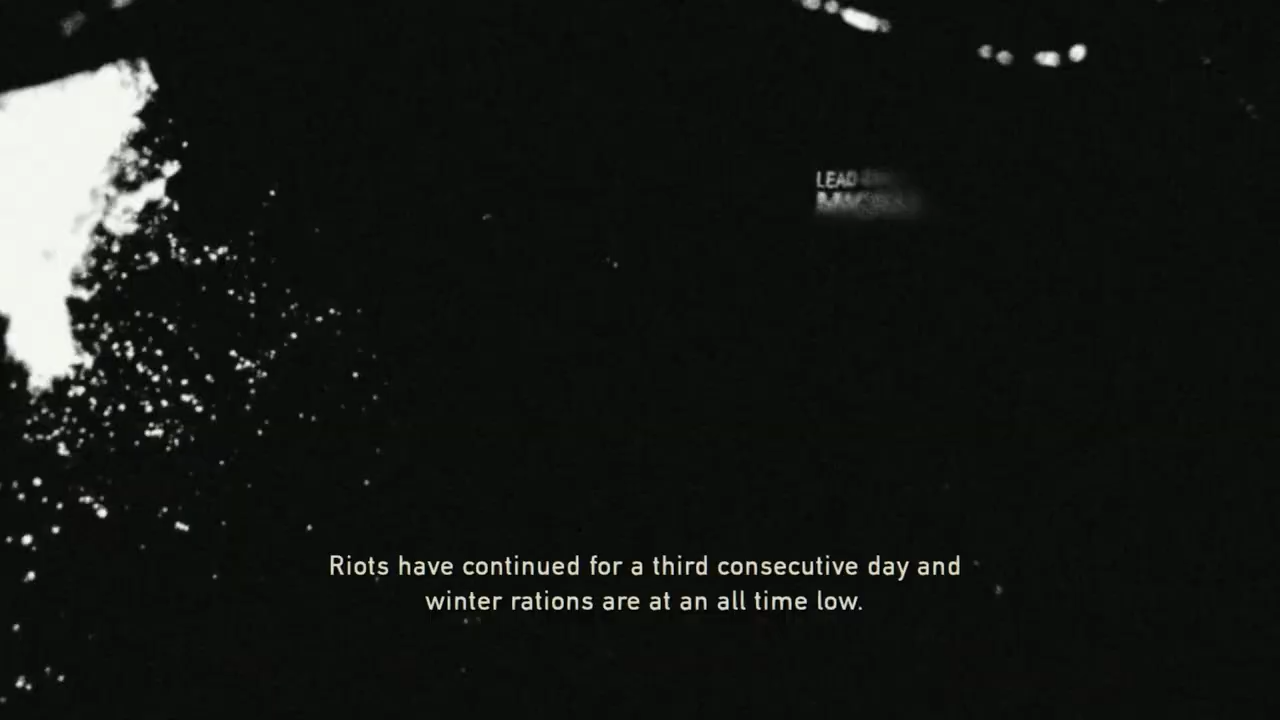 LEAD
Riots have continued for a third consecutive day and
winter rations are at an all time low.